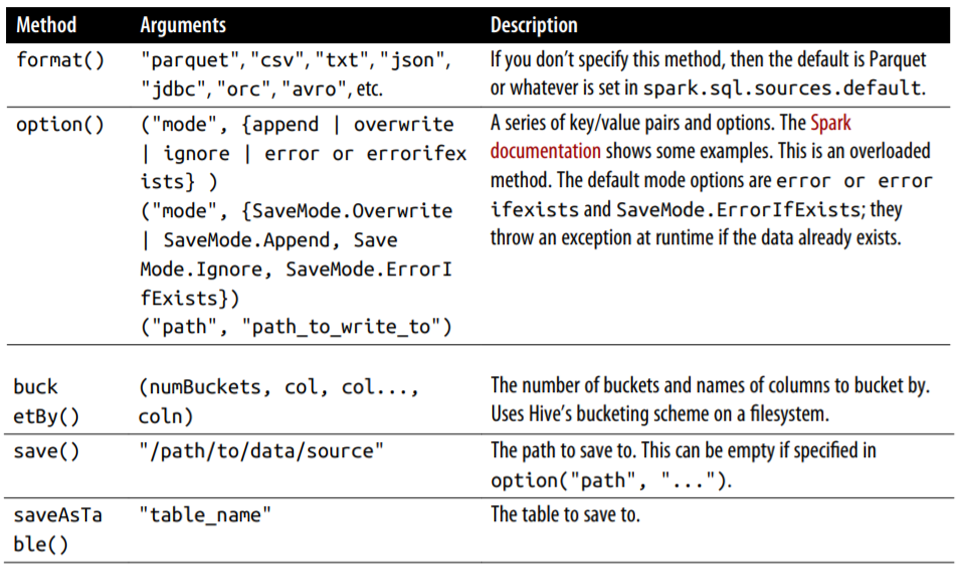 Method Arguments Description
format() "parquet", "csv", "txt", "json", If you don't specify this method, then the default is Parquet
"jdbc", "orc", "avro", etc. or whatever is set in spark.sql.sources.default.
option() ("mode", {append | overwrite A series of key/value pairs and options. The Spark
| ignore | error or errorifex documentation shows some examples. This is an overloaded
ists} ) method. The default mode options are error or error
("mode", {SaveMode.Overwrite ifexists and SaveMode.ErrorIfExists; they
| SaveMode.Append, Save throw an exception at runtime if the data already exists.
Mode.Ignore, SaveMode.ErrorI
fExists})
("path", "path_to_write_to")
buck (numBuckets, col, col..., The number of buckets and names of columns to bucket by.
etBy() coln) Uses Hive's bucketing scheme on a filesystem.
save() "/path/to/data/source" The path to save to. This can be empty if specified in
option("path", "...").
saveAsTa "table_name" The table to save to.
ble()